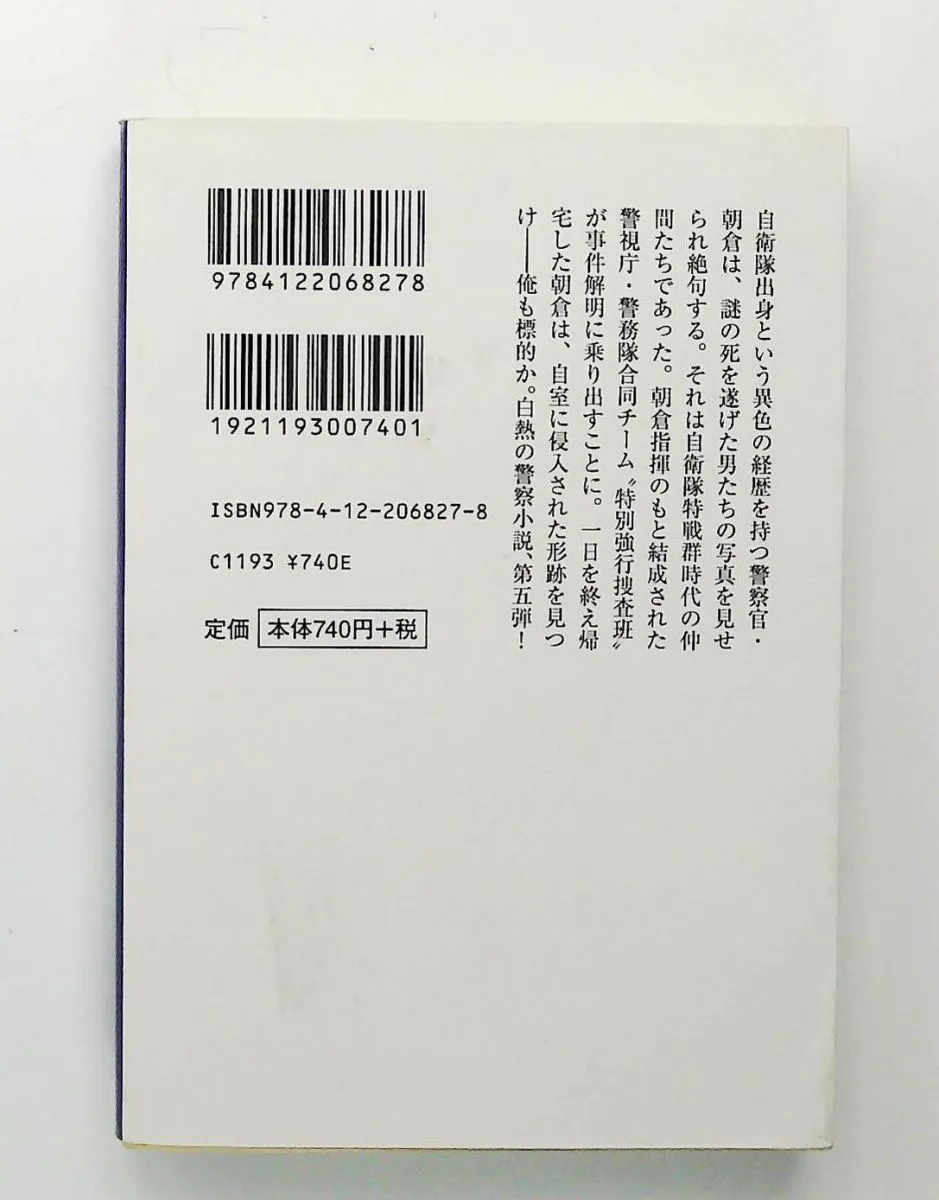 自衛隊出身という異色の経歴を持つ警察官・
朝倉は、謎の死を遂げた男たちの写真を見せ
られ絶句する。それは自衛隊特戦群時代の仲
間たちであった。朝倉指揮のもと結成された
警視庁・警務隊合同チーム〝特別強行捜査班〟
が事件解明に乗り出すことに。一日を終え帰
宅した朝倉は、自室に侵入された形跡を見つ
け――俺も標的か。白熱の警察小説、第五弾！
9784122068278
1921193007401
ISBN978-4-12-206827-8
C1193 ¥740E
定価 本体740円+税